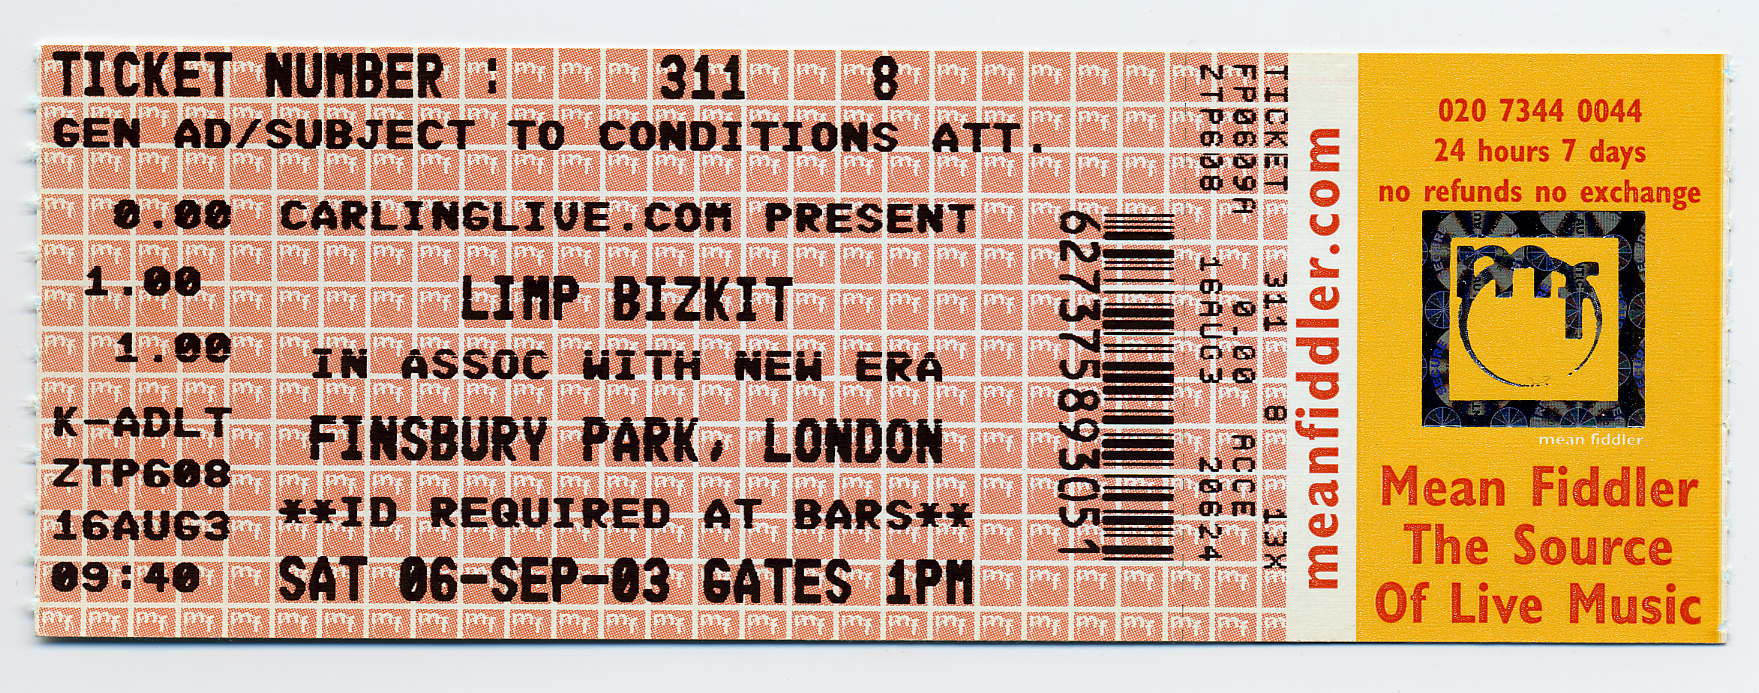 TICKET NUMBER : 311 8
GEN AD/SUBJECT TO CONDITIONS ATT.
0.00 CARLINGLIVE.COM PRESENT
1.00 LIMP BIZKIT
1.00 IN ASSOC WITH NEW ERA
K-ADLT FINSBURY PARK, LONDON
ZTP608
16AUG3 **ID REQUIRED AT BARS**
09:40 SAT 06-SEP-03 GATES 1PM
627375893051
ZTP608 16AUG3 20624
FP0609A 0.00 ACCE
TICKET 311 8 13X
meanfiddler.com
020 7344 0044
24 hours 7 days
no refunds no exchange
mf
mean fiddler
Mean Fiddler
The Source
Of Live Music